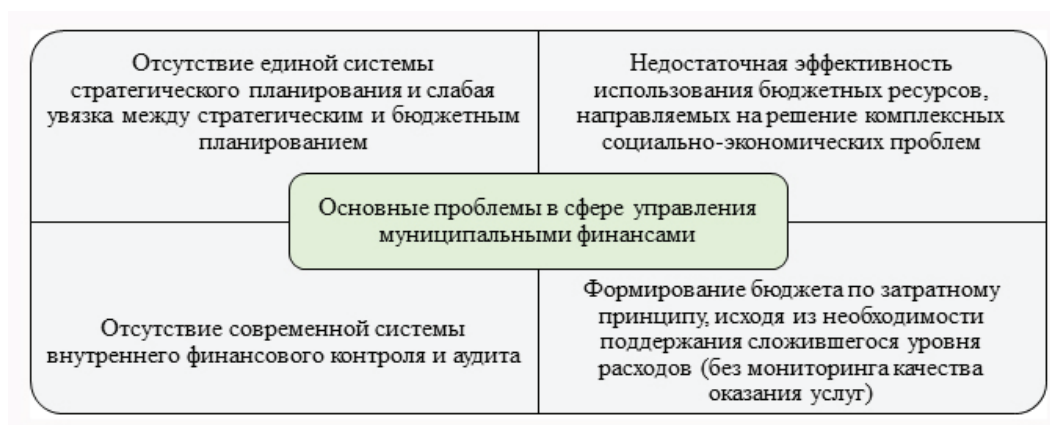 Отсутствие единой системы
стратегического планирования и слабая
увязка между стратегическим и бюджетным
планированием
Недостаточная эффективность
использования бюджетных ресурсов,
направляемых на решение комплексных
социально-экономических проблем
Основные проблемы в сфере управления
муниципальными финансами
Отсутствие современной системы
внутреннего финансового контроля и аудита
Формирование бюджета по затратному
принципу, исходя из необходимости
поддержания сложившегося уровня
расходов (без мониторинга качества
оказания услуг)